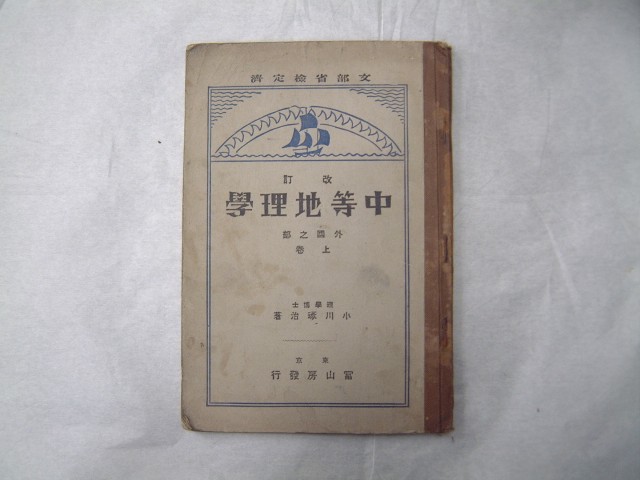 文部省檢定濟
改訂
中等地理學
外國之部
上卷
理學博士
小川琢治著
東京
冨山房發行